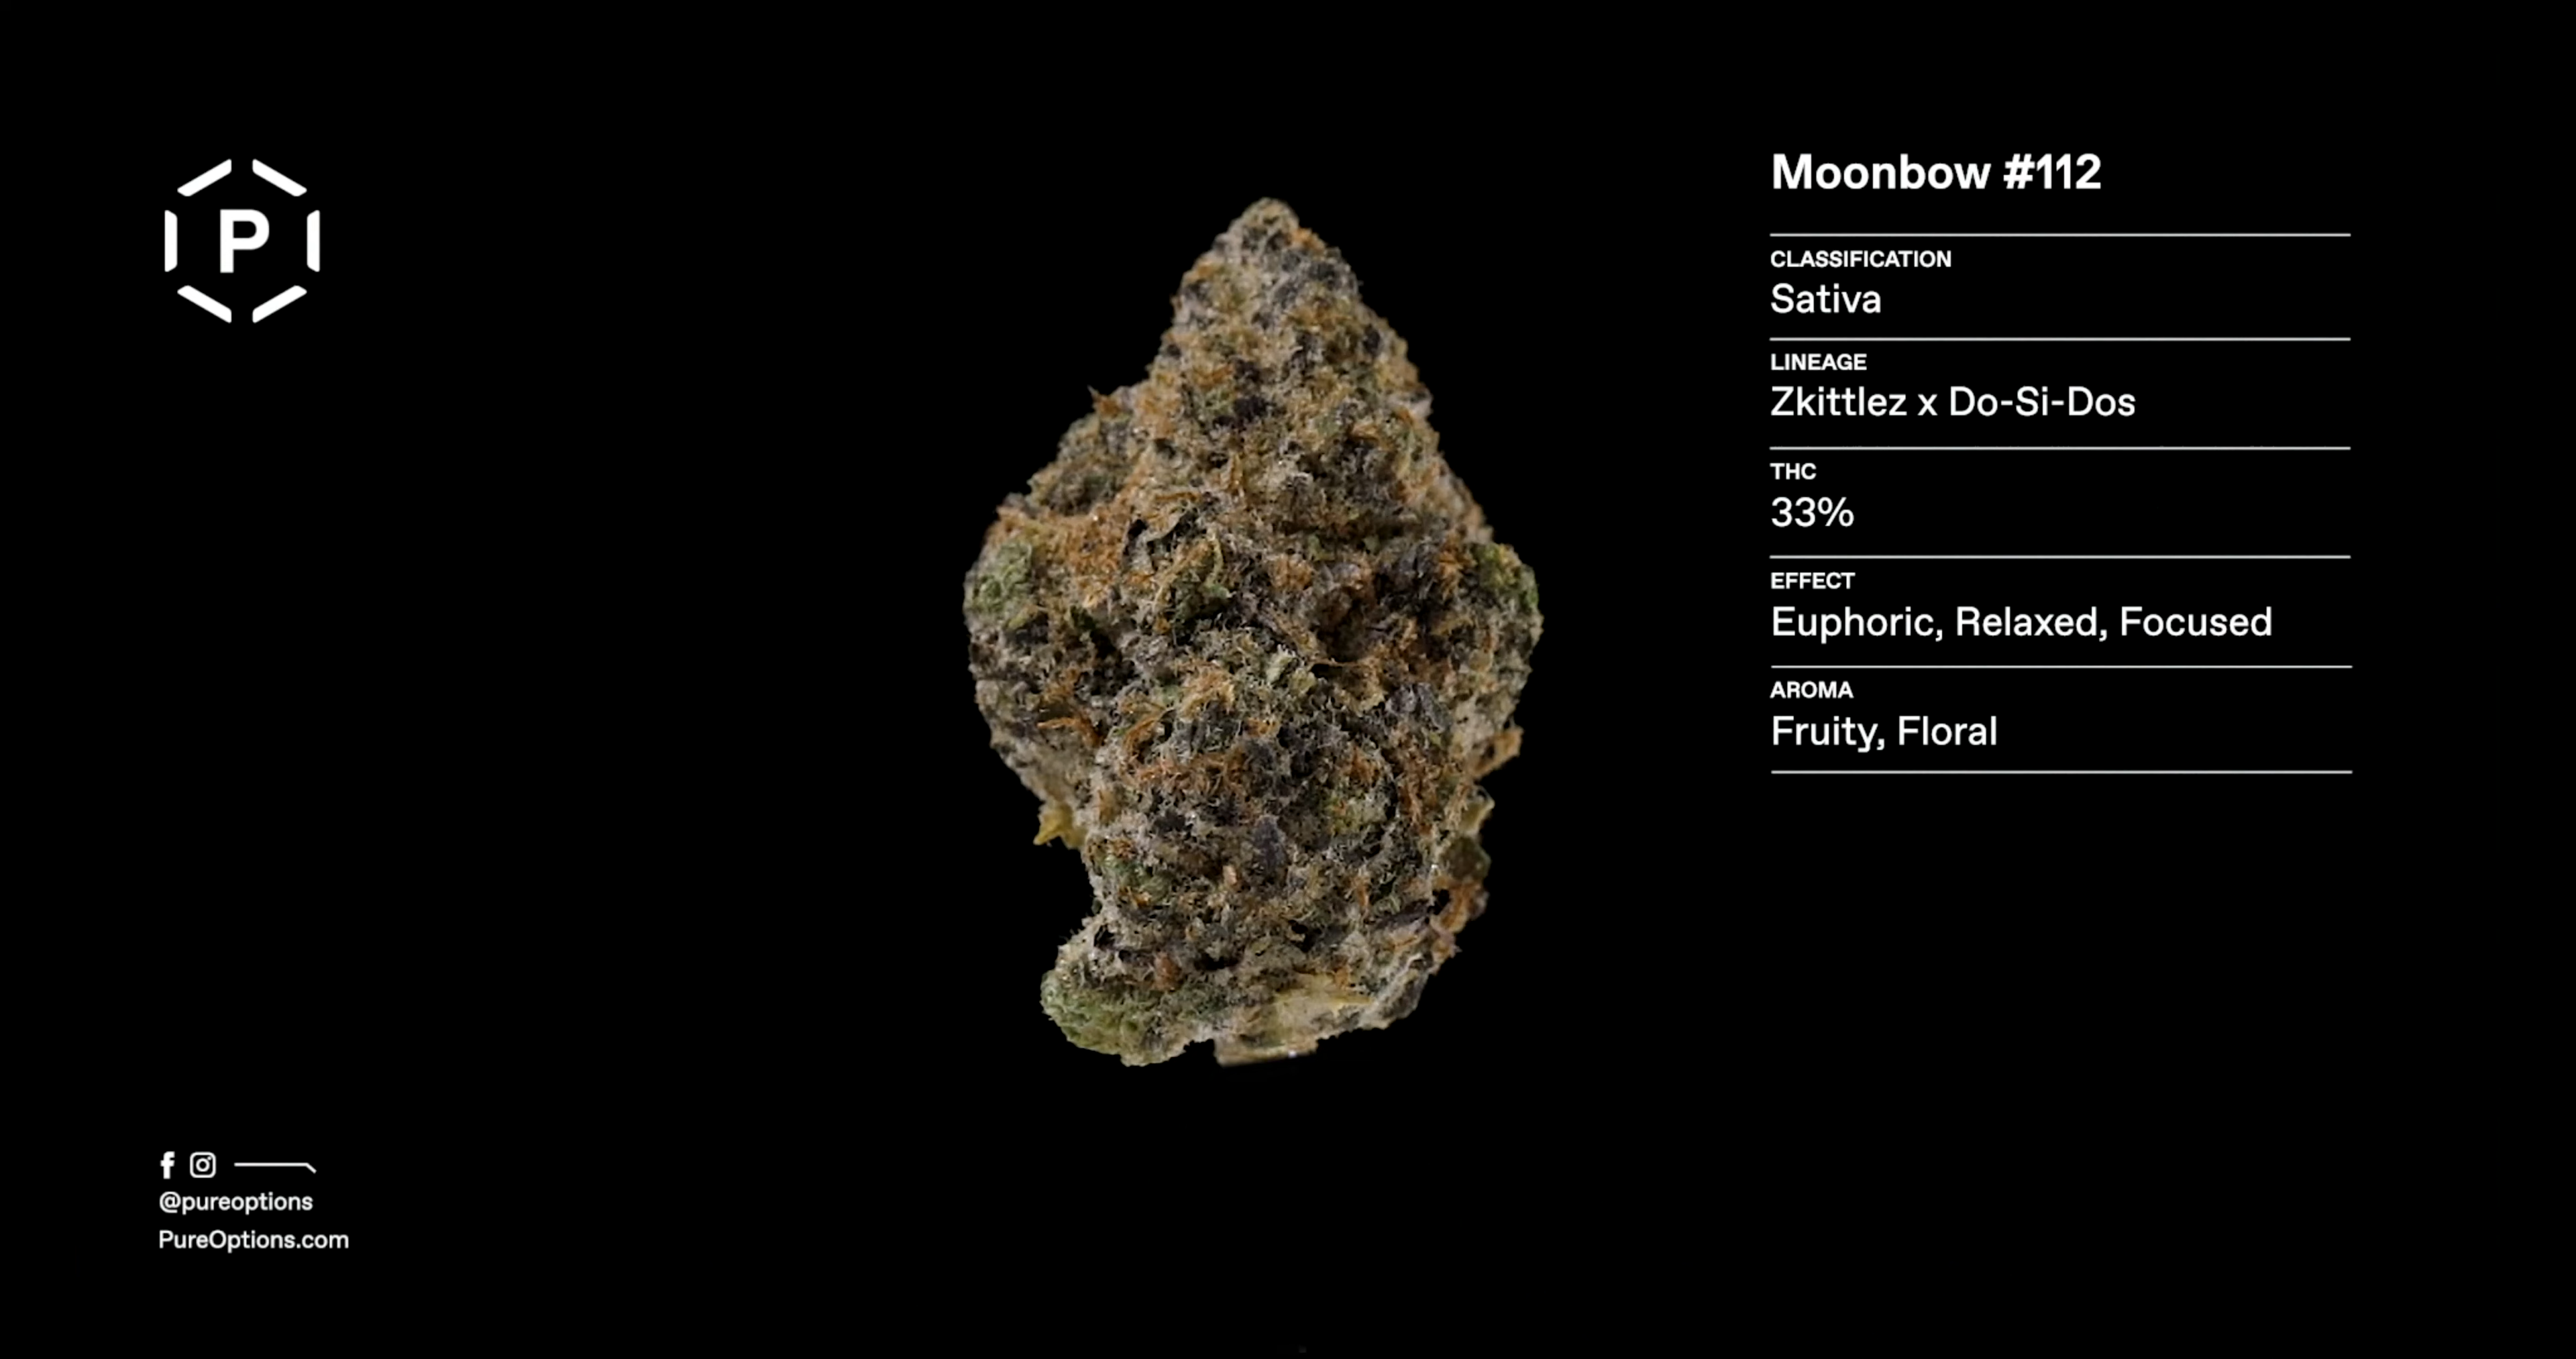 P
Moonbow #112
CLASSIFICATION
Sativa
LINEAGE
Zkittlez x Do-Si-Dos
THC
33%
EFFECT
Euphoric, Relaxed, Focused
AROMA
Fruity, Floral
@pureoptions
PureOptions.com